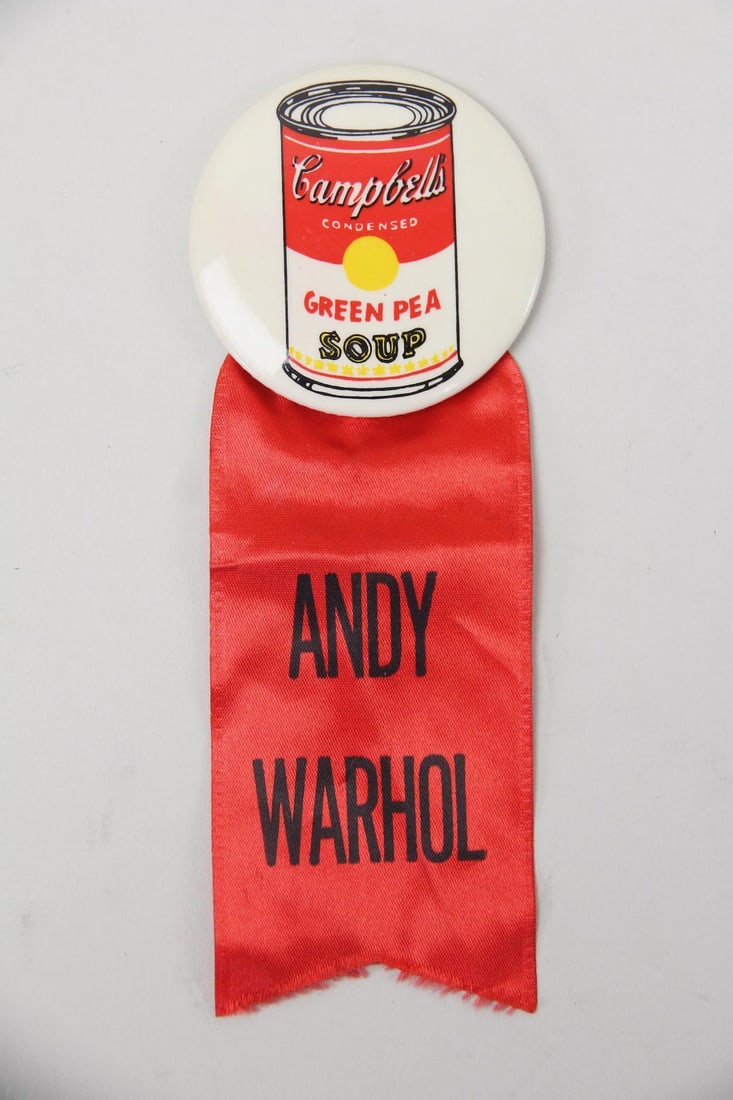 Campbell's
CONDENSED
GREEN PEA
SOUP
ANDY
WARHOL